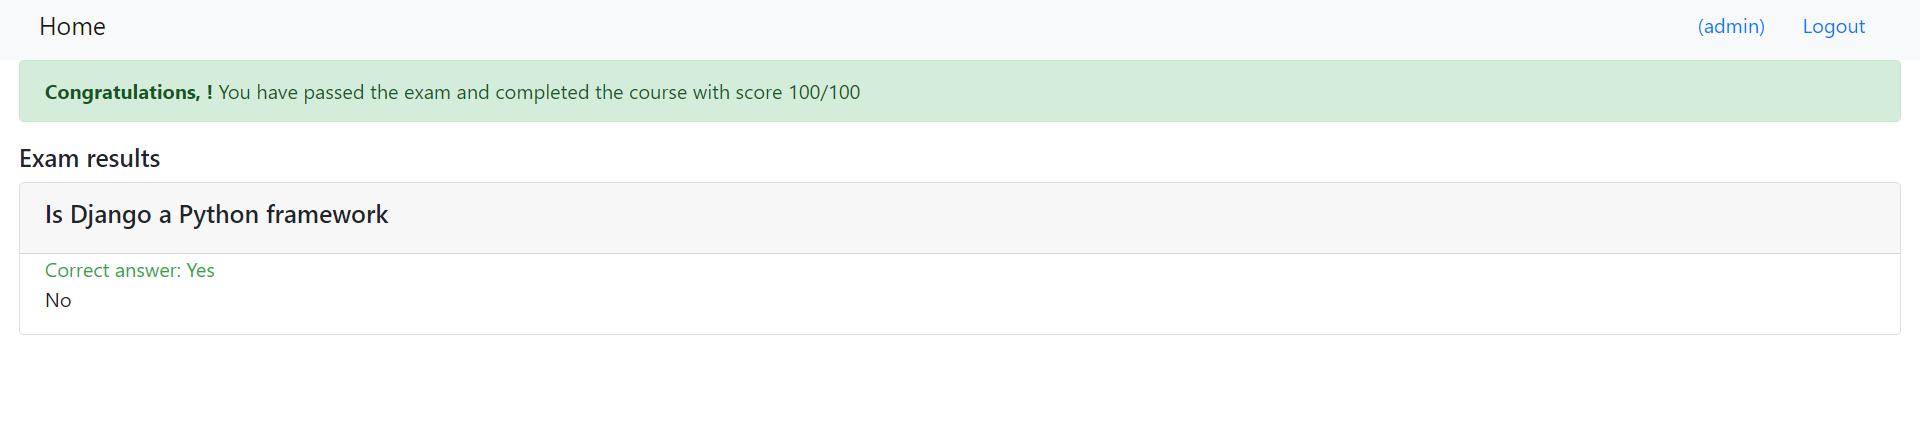 Home
(admin) Logout
Congratulations, ! You have passed the exam and completed the course with score 100/100
Exam results
Is Django a Python framework
Correct answer: Yes
No